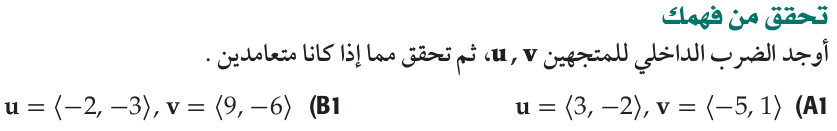 تحقق من فهمك
أوجد الضرب الداخلي للمتجهين u , v، ثم تحقق مما إذا كانا متعامدين .
u = ⟨3, −2⟩, v = ⟨−5, 1⟩ (A1 u = ⟨−2, −3⟩, v = ⟨9, −6⟩ (B1